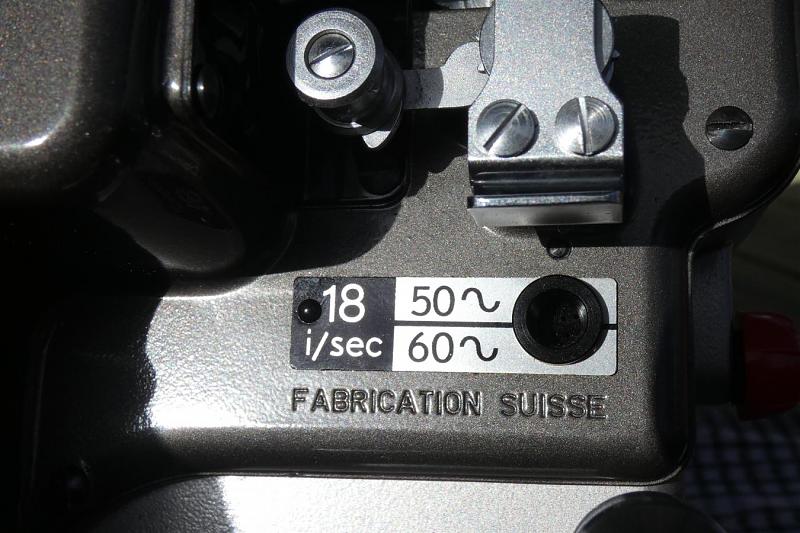 18 50~
i/sec 60~
FABRICATION SUISSE